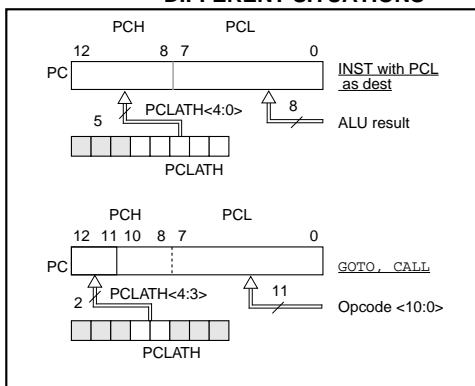 DIFFERENT SITUATIONS
PCH PCL
12 8 7 0
PC
INST with PCL
as dest
5 PCLATH<4:0> 8
ALU result
PCLATH
PCH PCL
12 11 10 8 7 0
PC
GOTO, CALL
2 PCLATH<4:3> 11
Opcode <10:0>
PCLATH